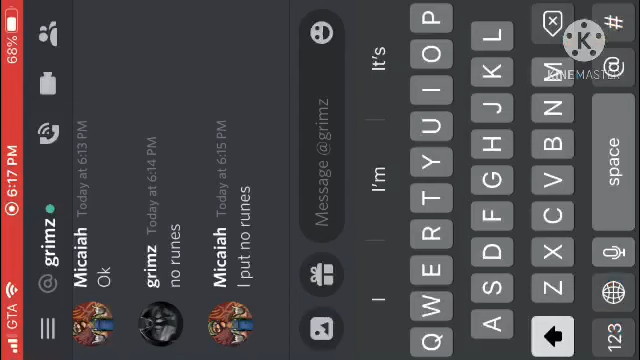 GTA 6:17 PM 68%
@ grimz
Micaiah Today at 6:13 PM
Ok
grimz Today at 6:14 PM
no runes
Micaiah Today at 6:15 PM
I put no runes
Message @grimz
I I'm It's
Q W E R T Y U I O P
A S D F G H J K L
Z X C V B N M
123 space @ #
KINEMASTER
K